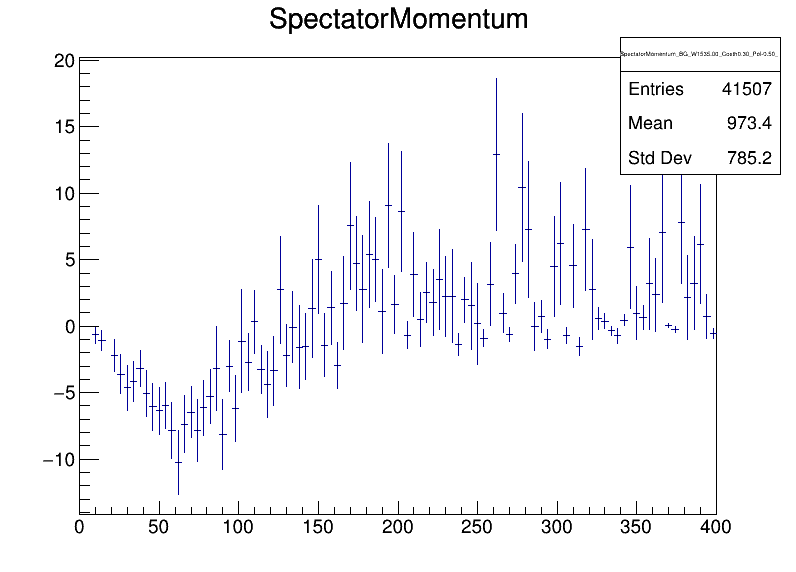 SpectatorMomentum
SpectatorMomentum_BG_W1535.00_Costh0.30_Pol-0.50_
Entries 41507
Mean 973.4
Std Dev 785.2
20
15
10
5
0
−5
−10
0 50 100 150 200 250 300 350 400